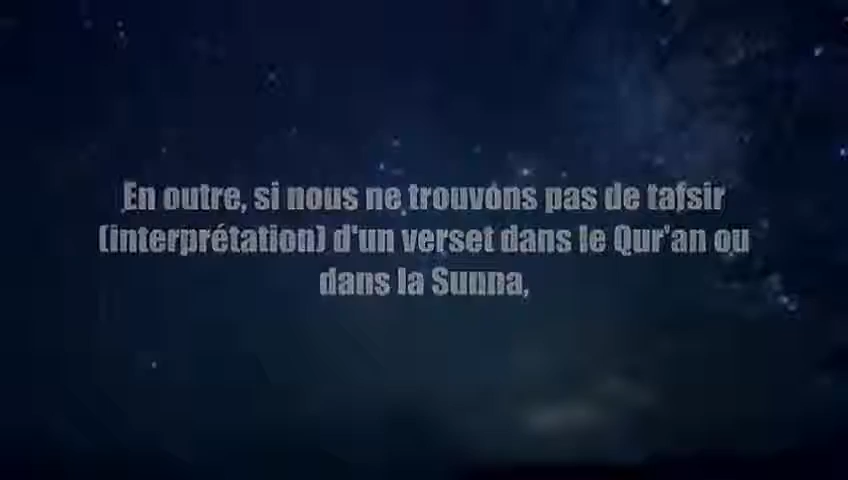 En outre, si nous ne trouvons pas de tafsir
(interprétation) d'un verset dans le Qur'an ou
dans la Sunna,